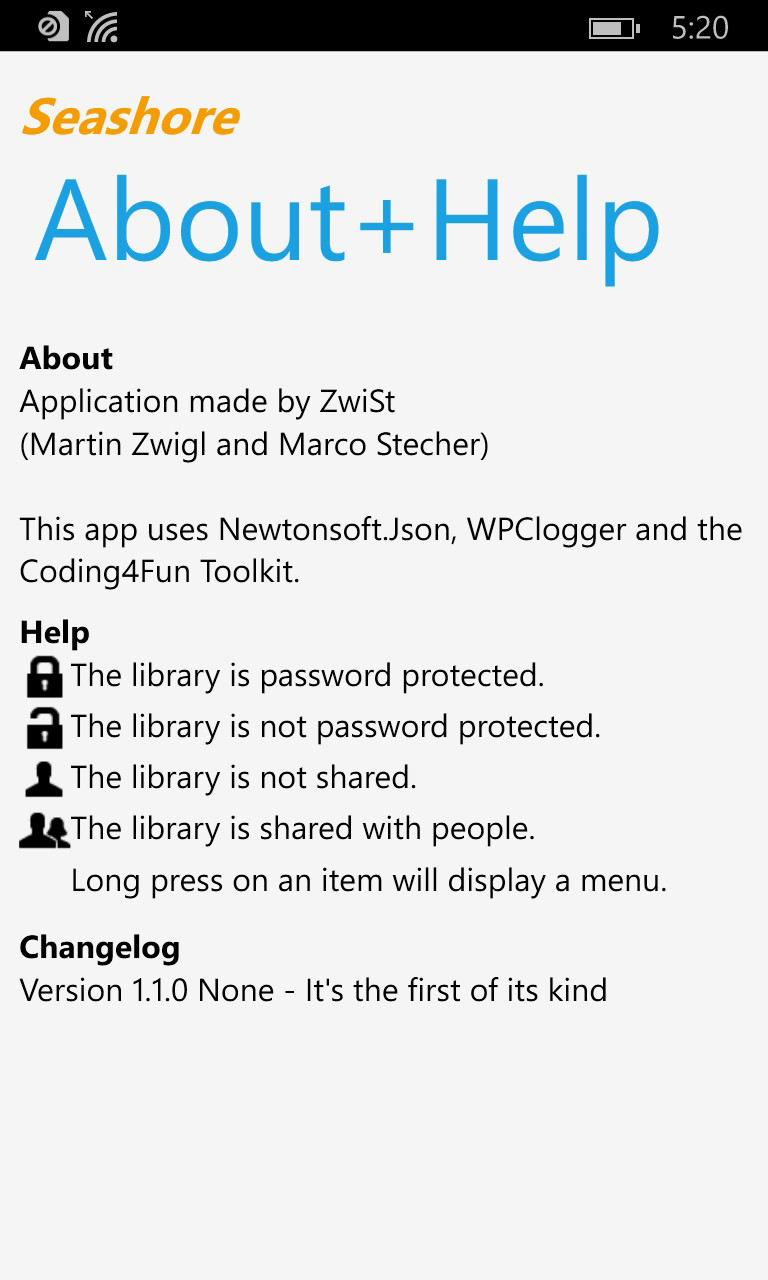 5:20
Seashore
About+Help
About
Application made by ZwiSt
(Martin Zwigl and Marco Stecher)
This app uses Newtonsoft.Json, WPClogger and the
Coding4Fun Toolkit.
Help
The library is password protected.
The library is not password protected.
The library is not shared.
The library is shared with people.
Long press on an item will display a menu.
Changelog
Version 1.1.0 None - It's the first of its kind